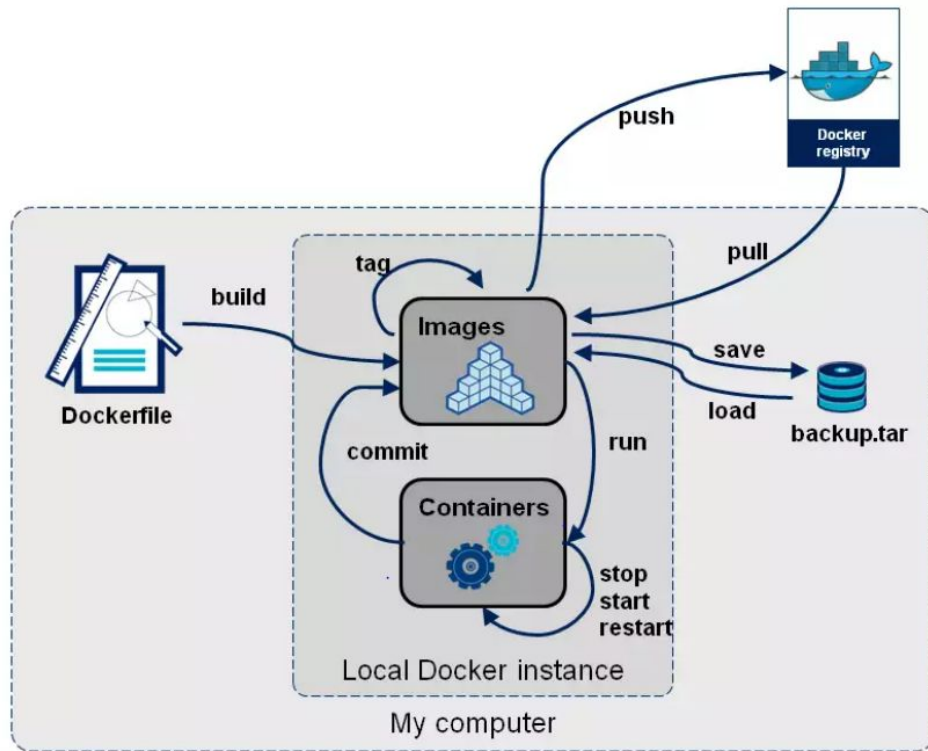 push
Docker
registry
pull
tag
build
Images
save
load
Dockerfile
backup.tar
commit
run
Containers
stop
start
restart
Local Docker instance
My computer